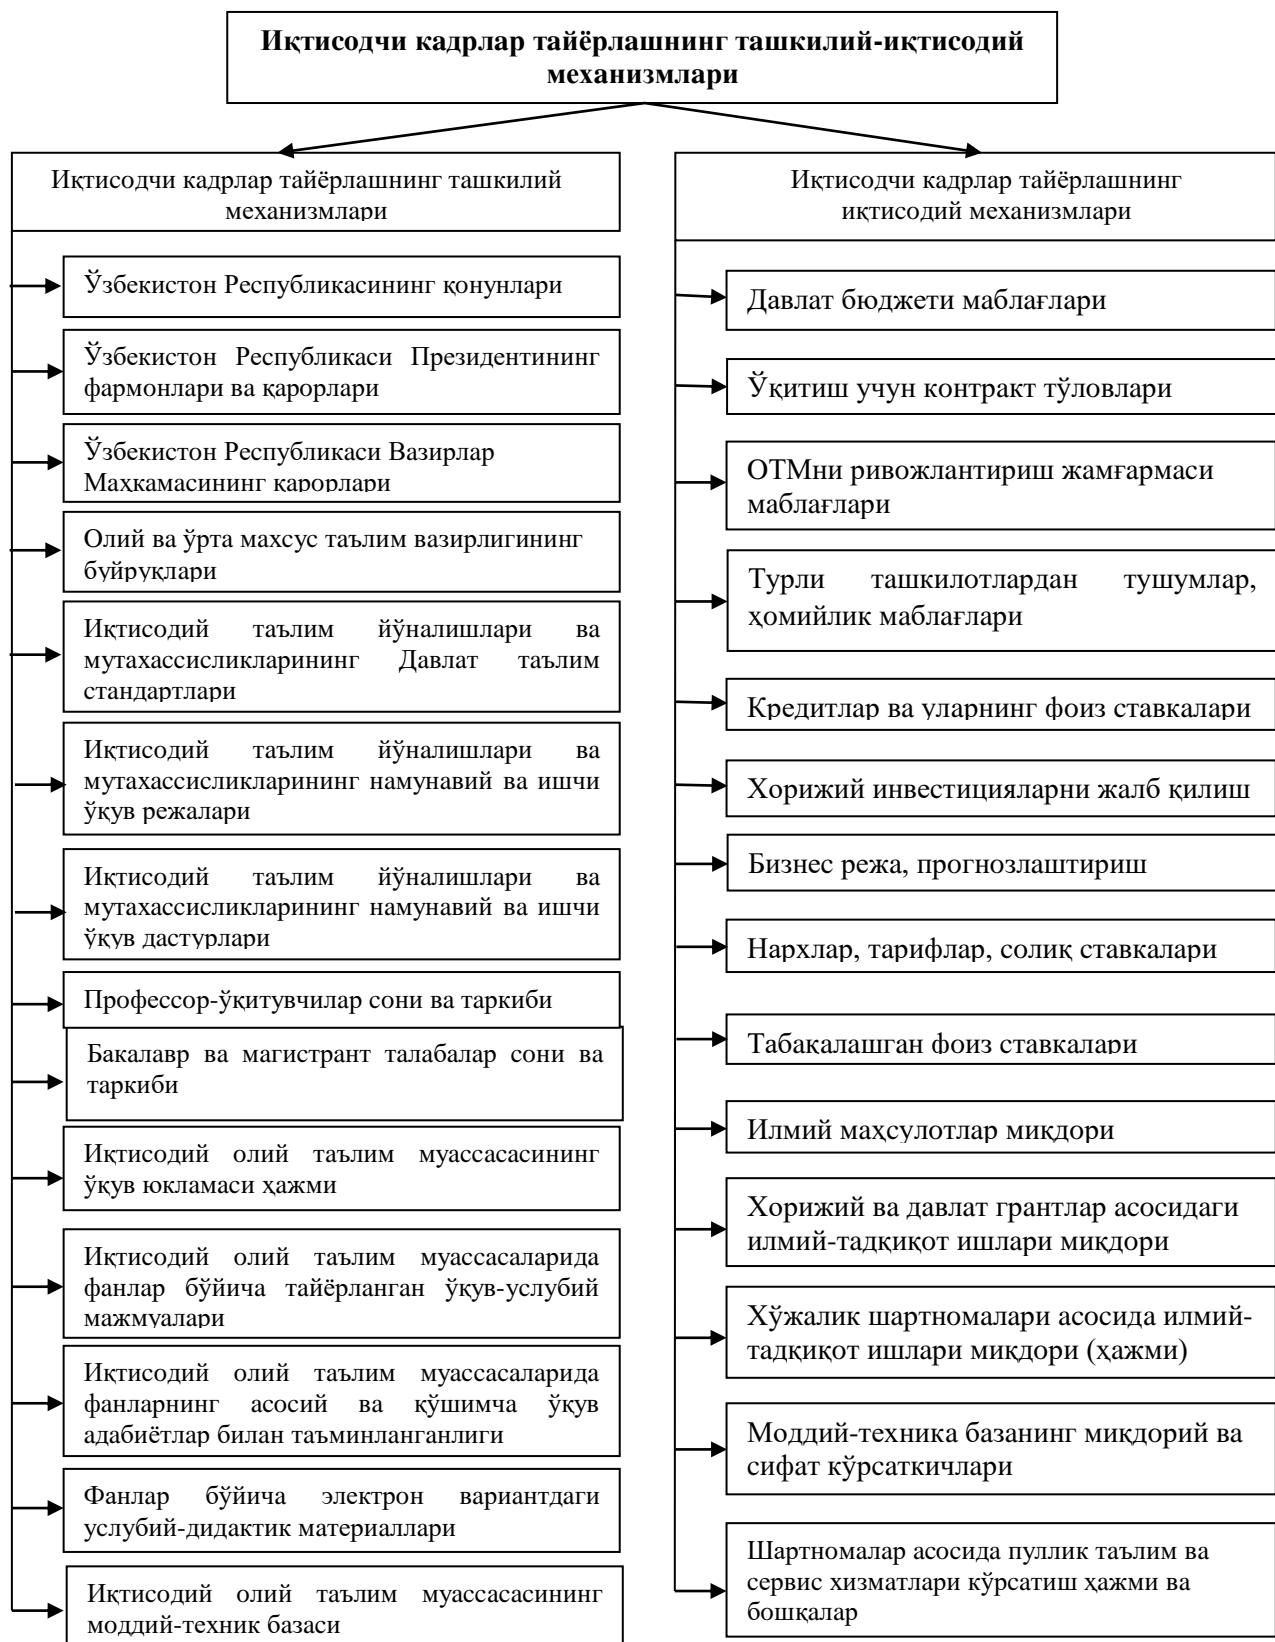 Иқтисодчи кадрлар тайёрлашнинг ташкилий-иқтисодий
механизмлари
Иқтисодчи кадрлар тайёрлашнинг ташкилий
механизмлари
Ўзбекистон Республикасининг қонунлари
Ўзбекистон Республикаси Президентининг
фармонлари ва қарорлари
Ўзбекистон Республикаси Вазирлар
Маҳкамасининг қарорлари
Олий ва ўрта махсус таълим вазирлигининг
буйруқлари
Иқтисодий таълим йўналишлари ва
мутахассисликларининг Давлат таълим
стандартлари
Иқтисодий таълим йўналишлари ва
мутахассисликларининг намунавий ва ишчи
ўқув режалари
Иқтисодий таълим йўналишлари ва
мутахассисликларининг намунавий ва ишчи
ўқув дастурлари
Профессор-ўқитувчилар сони ва таркиби
Бакалавр ва магистрант талабалар сони ва
таркиби
Иқтисодий олий таълим муассасасининг
ўқув юкламаси ҳажми
Иқтисодий олий таълим муассасаларида
фанлар бўйича тайёрланган ўқув-услубий
мажмуалари
Иқтисодий олий таълим муассасаларида
фанларнинг асосий ва қўшимча ўқув
адабиётлар билан таъминланганлиги
Фанлар бўйича электрон вариантдаги
услубий-дидактик материаллари
Иқтисодий олий таълим муассасасининг
моддий-техник базаси
Иқтисодчи кадрлар тайёрлашнинг
иқтисодий механизмлари
Давлат бюджети маблағлари
Ўқитиш учун контракт тўловлари
ОТМни ривожлантириш жамғармаси
маблағлари
Турли ташкилотлардан тушумлар,
ҳомийлик маблағлари
Кредитлар ва уларнинг фоиз ставкалари
Хорижий инвестицияларни жалб қилиш
Бизнес режа, прогнозлаштириш
Нархлар, тарифлар, солиқ ставкалари
Табақалашган фоиз ставкалари
Илмий маҳсулотлар миқдори
Хорижий ва давлат грантлар асосидаги
илмий-тадқиқот ишлари миқдори
Хўжалик шартномалари асосида илмий-
тадқиқот ишлари миқдори (ҳажми)
Моддий-техника базанинг миқдорий ва
сифат кўрсаткичлари
Шартномалар асосида пуллик таълим ва
сервис хизматлари кўрсатиш ҳажми ва
бошқалар